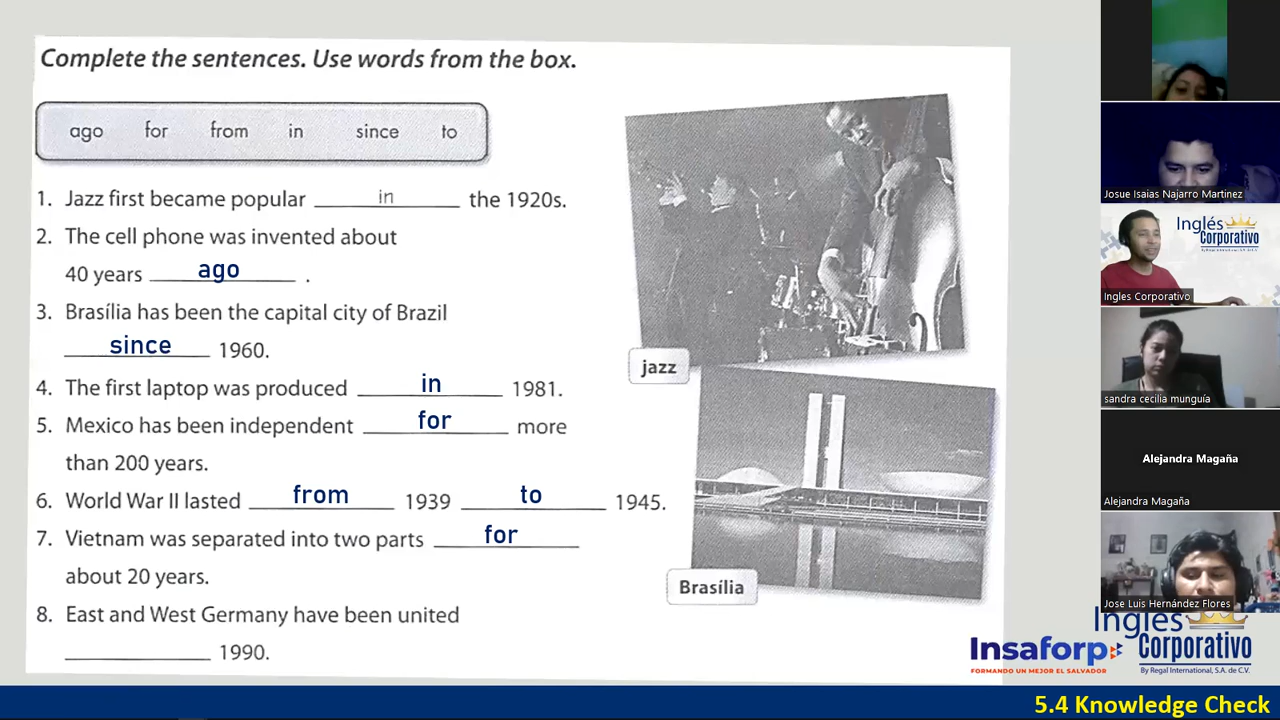 Complete the sentences. Use words from the box.
ago for from in since to
1. Jazz first became popular in the 1920s.
2. The cell phone was invented about
40 years ago .
3. Brasília has been the capital city of Brazil
since 1960.
4. The first laptop was produced in 1981.
5. Mexico has been independent for more
than 200 years.
6. World War II lasted from 1939 to 1945.
7. Vietnam was separated into two parts for
about 20 years.
8. East and West Germany have been united
1990.
jazz
Brasília
Josue Isaías Najarro Martinez
Inglés
Corporativo
By Regal International, S.A. de C.V.
Ingles Corporativo
sandra cecilia munguía
Alejandra Magaña
Alejandra Magaña
Jose Luis Hernández Flores
Insaforp
FORMANDO UN MEJOR EL SALVADOR
Inglés
Corporativo
By Regal International, S.A. de C.V.
5.4 Knowledge Check